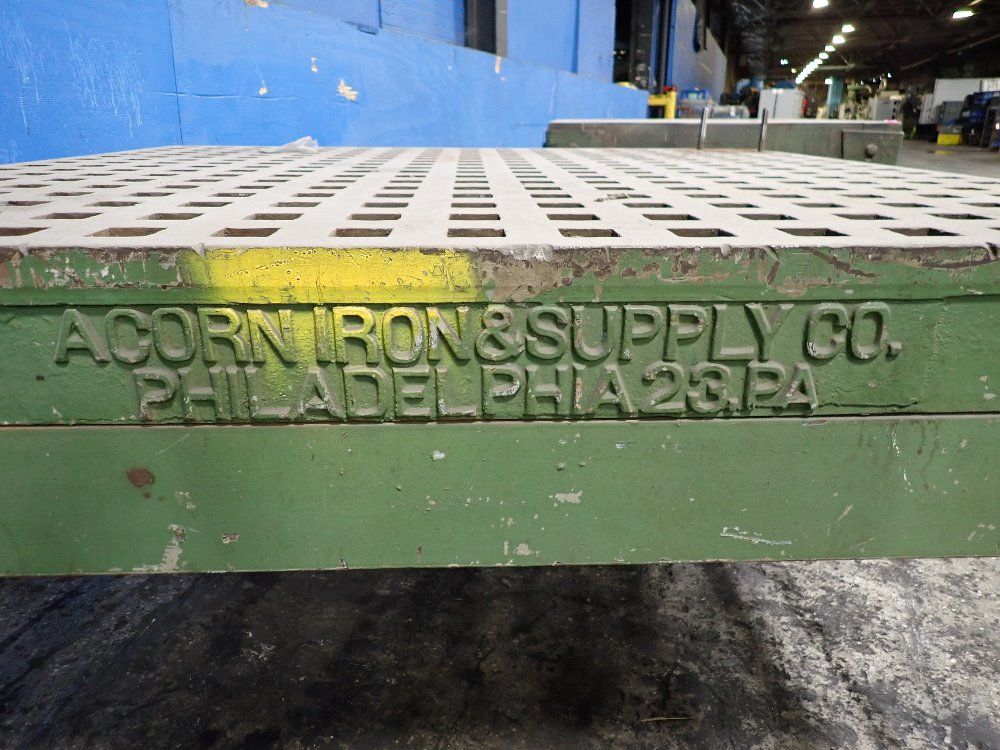 ACORN IRON & SUPPLY CO.
PHILADELPHIA 23. PA